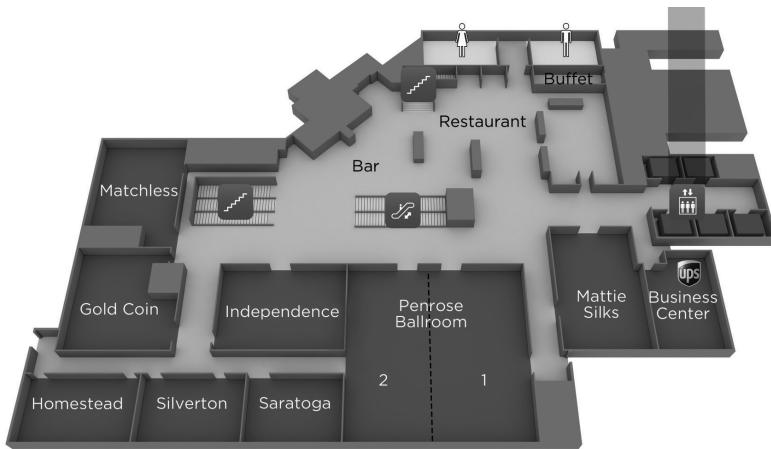 Buffet
Restaurant
Bar
Matchless
Gold Coin
Independence
Penrose
Ballroom
2
1
Mattie
Silks
ups
Business
Center
Homestead
Silverton
Saratoga